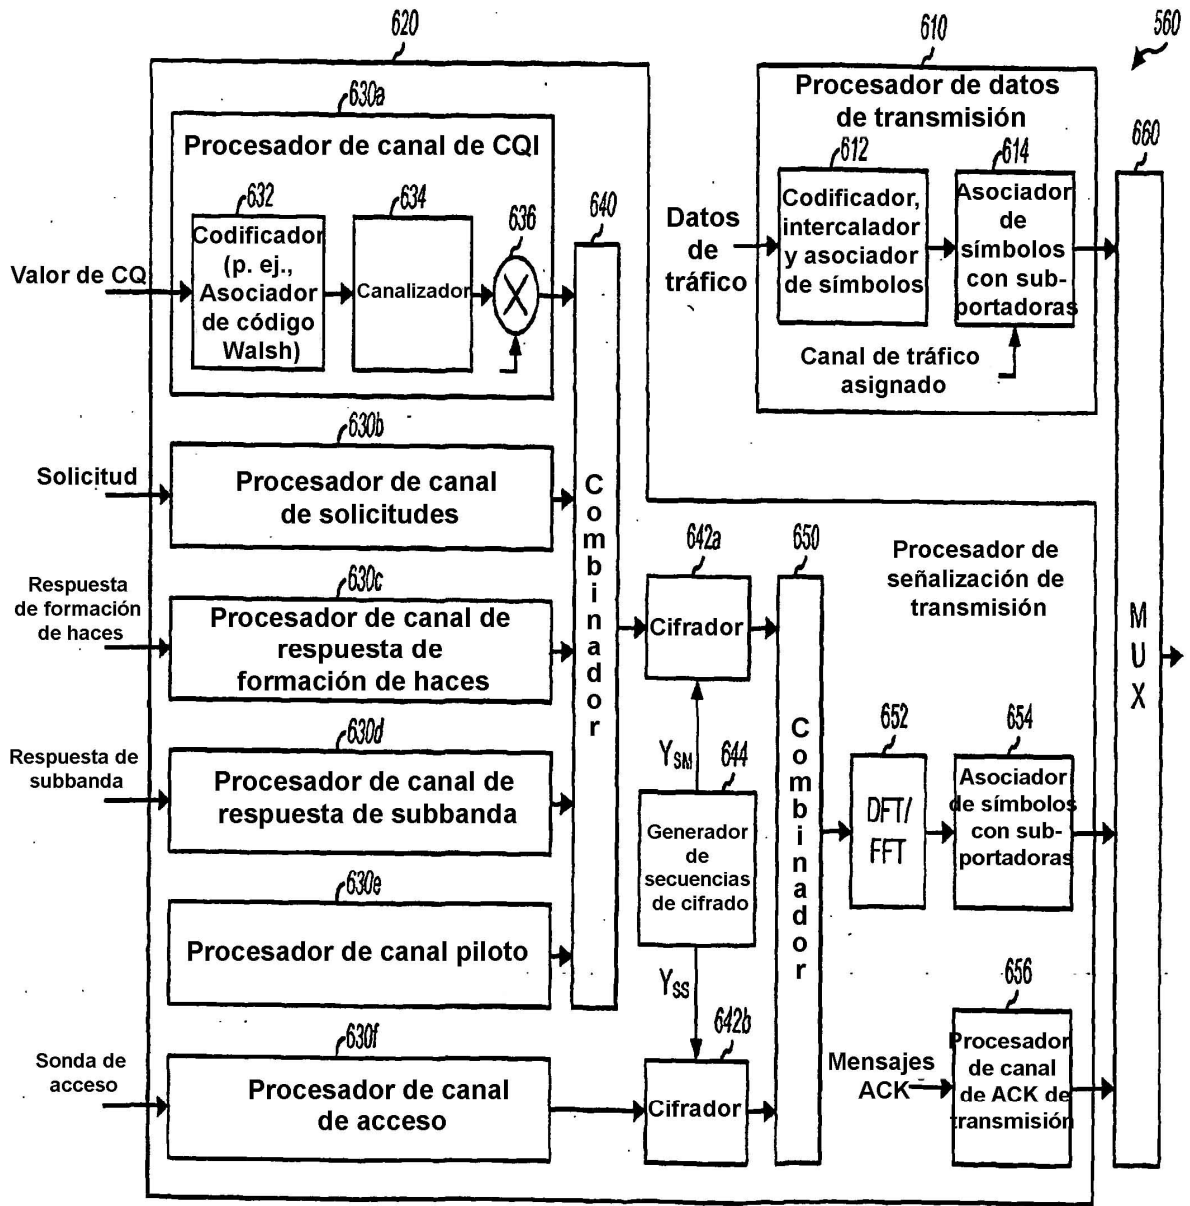 620
610
560
630a
Procesador de canal de CQI
632
634
636
640
Codificador
(p. ej.,
Asociador
de código
Walsh)
Canalizador
Valor de CQ
Procesador de datos
de transmisión
612
614
660
Datos
de
tráfico
Codificador,
intercalador
y asociador
de símbolos
Asociador
de
símbolos
con sub-
portadoras
Canal de tráfico
asignado
630b
Solicitud
Procesador de canal
de solicitudes
Combinador
630c
Respuesta
de formación
de haces
Procesador de canal de
respuesta de
formación de haces
642a
650
Cifrador
Procesador de
señalización de
transmisión
MUX
630d
Respuesta de
subbanda
Procesador de canal de
respuesta de subbanda
YSM
644
Generador
de
secuencias
de cifrado
Combinador
652
654
DFT/
FFT
Asociador
de símbolos
con sub-
portadoras
630e
Procesador de canal piloto
YSS
642b
630f
Sonda de
acceso
Procesador de canal
de acceso
Cifrador
656
Mensajes
ACK
Procesador
de canal
de ACK de
transmisión